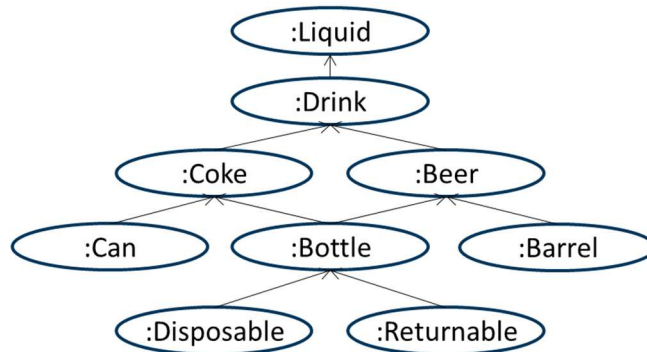 :Liquid
:Drink
:Coke
:Beer
:Can
:Bottle
:Barrel
:Disposable
:Returnable